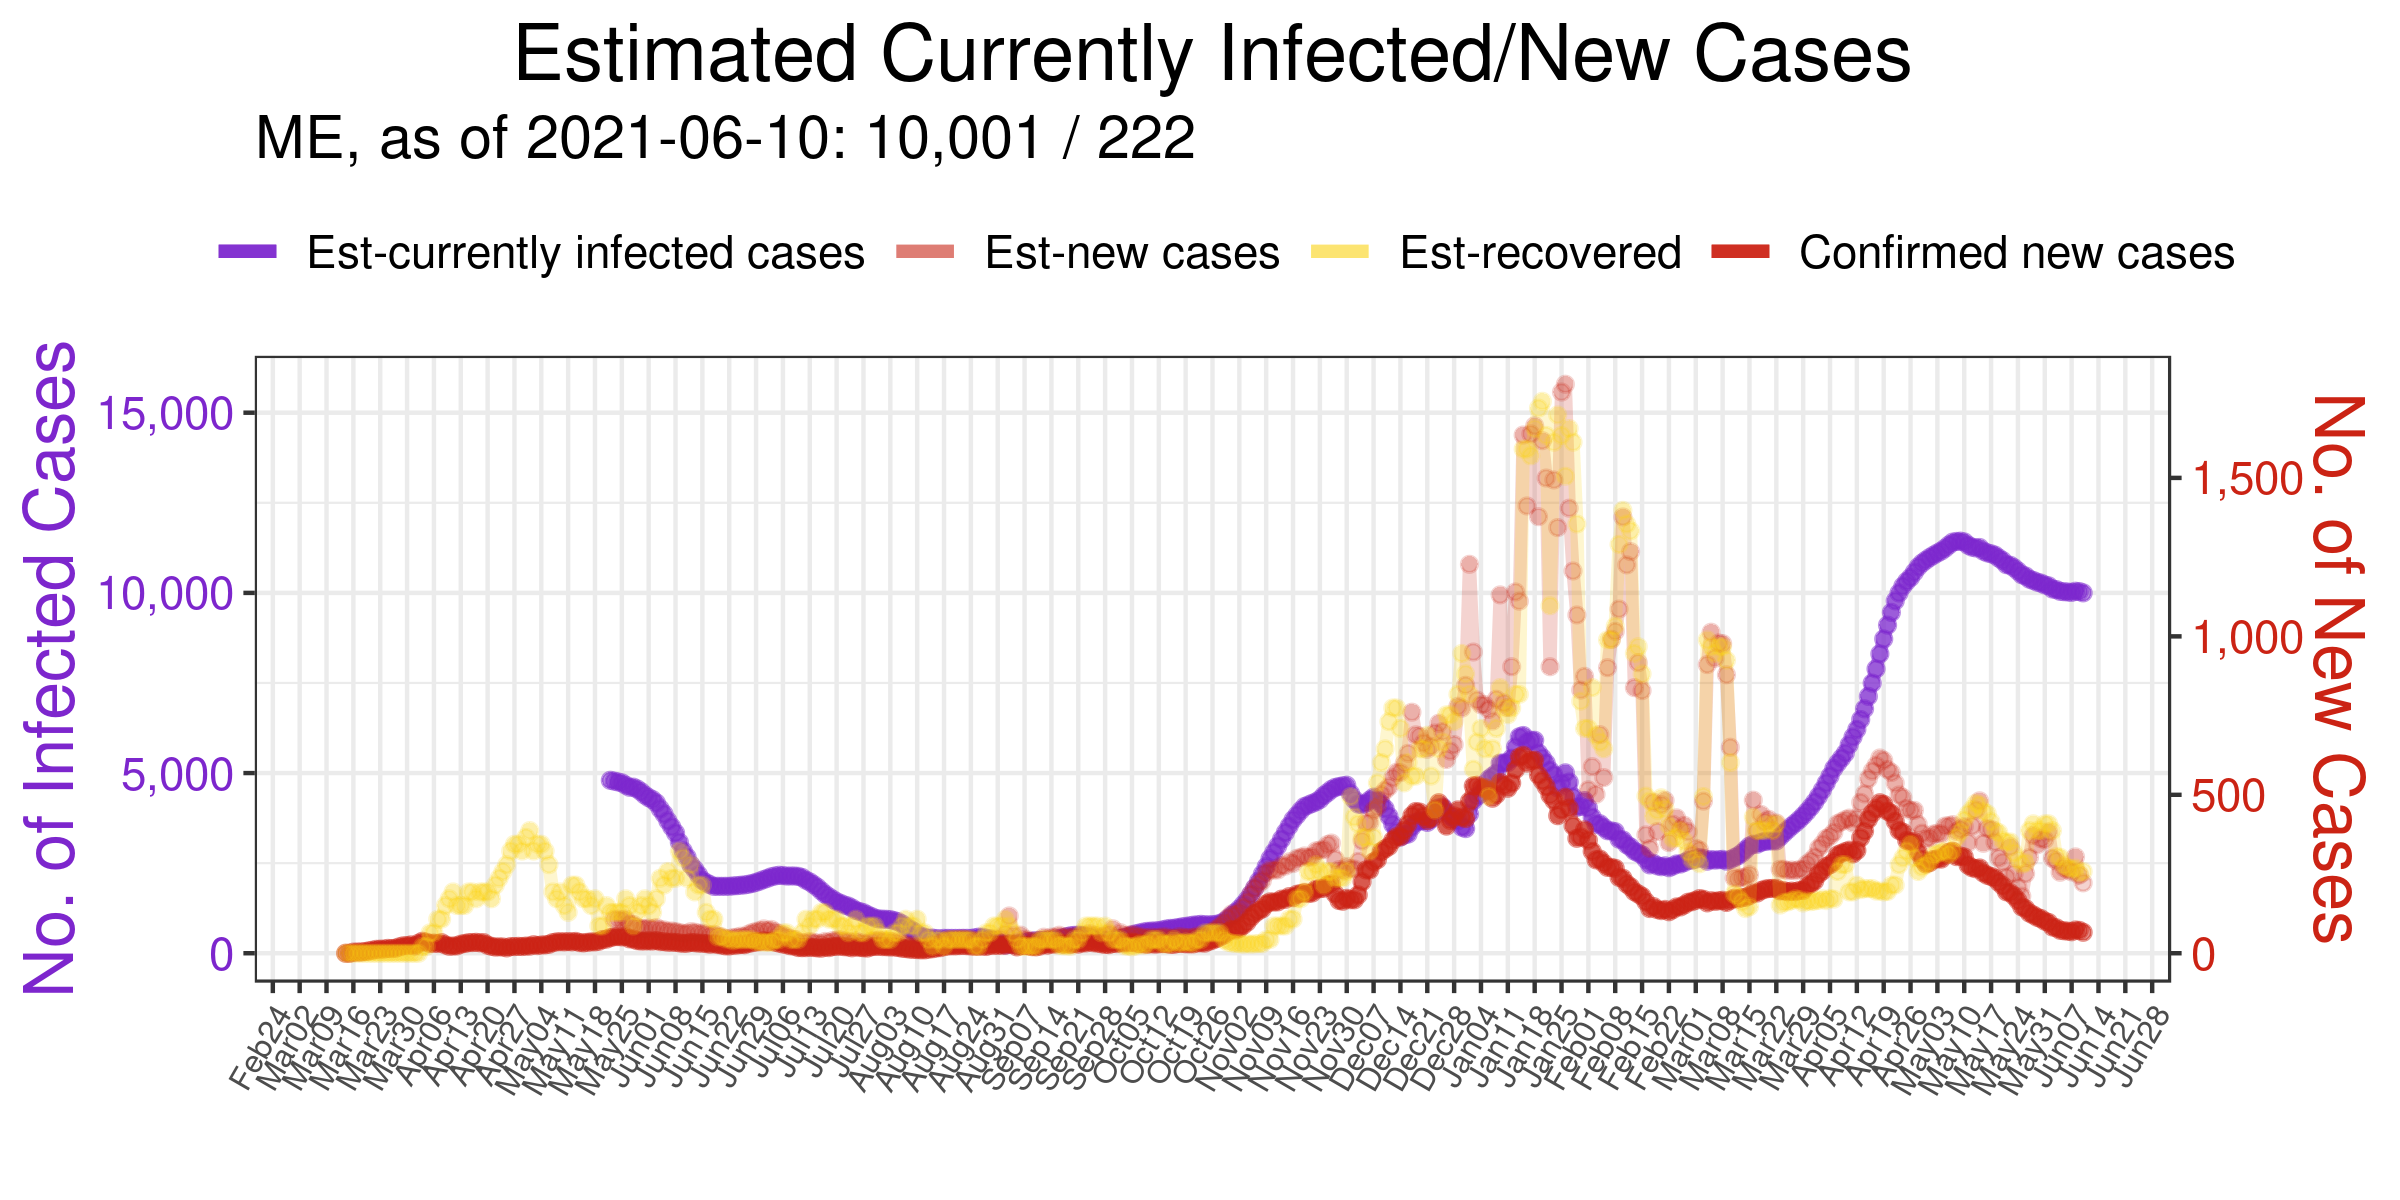 Estimated Currently Infected/New Cases
ME, as of 2021-06-10: 10,001 / 222
Est-currently infected cases
Est-new cases
Est-recovered
Confirmed new cases
No. of Infected Cases
15,000
10,000
5,000
0
1,500
1,000
500
0
No. of New Cases
Feb24
Mar02
Mar09
Mar16
Mar23
Mar30
Apr06
Apr13
Apr20
Apr27
May04
May11
May18
May25
Jun01
Jun08
Jun15
Jun22
Jun29
Jul06
Jul13
Jul20
Jul27
Aug03
Aug10
Aug17
Aug24
Aug31
Sep07
Sep14
Sep21
Sep28
Oct05
Oct12
Oct19
Oct26
Nov02
Nov09
Nov16
Nov23
Nov30
Dec07
Dec14
Dec21
Dec28
Jan04
Jan11
Jan18
Jan25
Feb01
Feb08
Feb15
Feb22
Mar01
Mar08
Mar15
Mar22
Mar29
Apr05
Apr12
Apr19
Apr26
May03
May10
May17
May24
May31
Jun07
Jun14
Jun21
Jun28